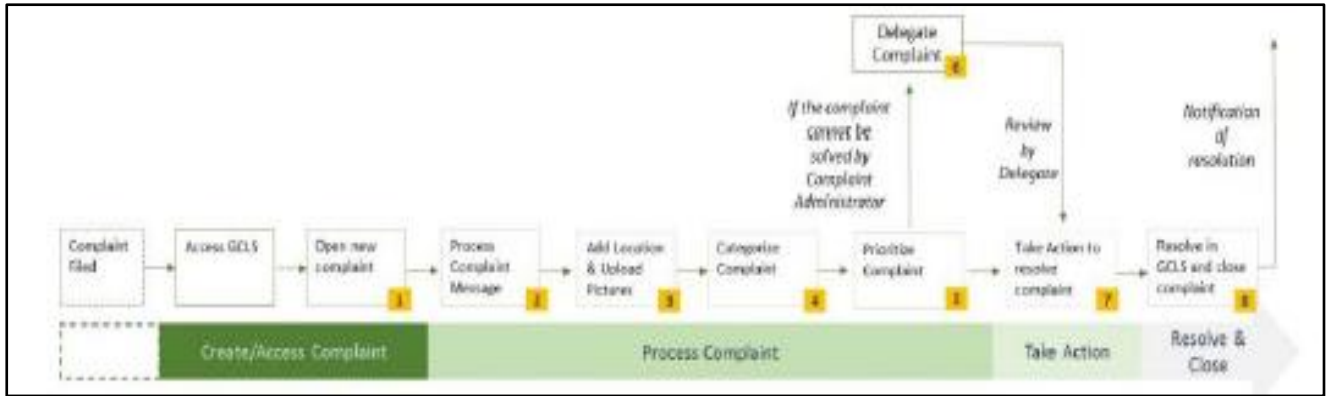 Delegate
Complaint
6
If the complaint
cannot be
solved by
Complaint
Administrator
Review
by
Delegate
Notification
of
resolution
Complaint
Filed
Access GCLS
Open new
complaint
1
Process
Complaint
Message
2
Add Location
& Upload
Pictures
3
Categorize
Complaint
4
Prioritize
Complaint
5
Take Action to
resolve
complaint
7
Resolve in
GCLS and close
complaint
8
Create/Access Complaint
Process Complaint
Take Action
Resolve &
Close